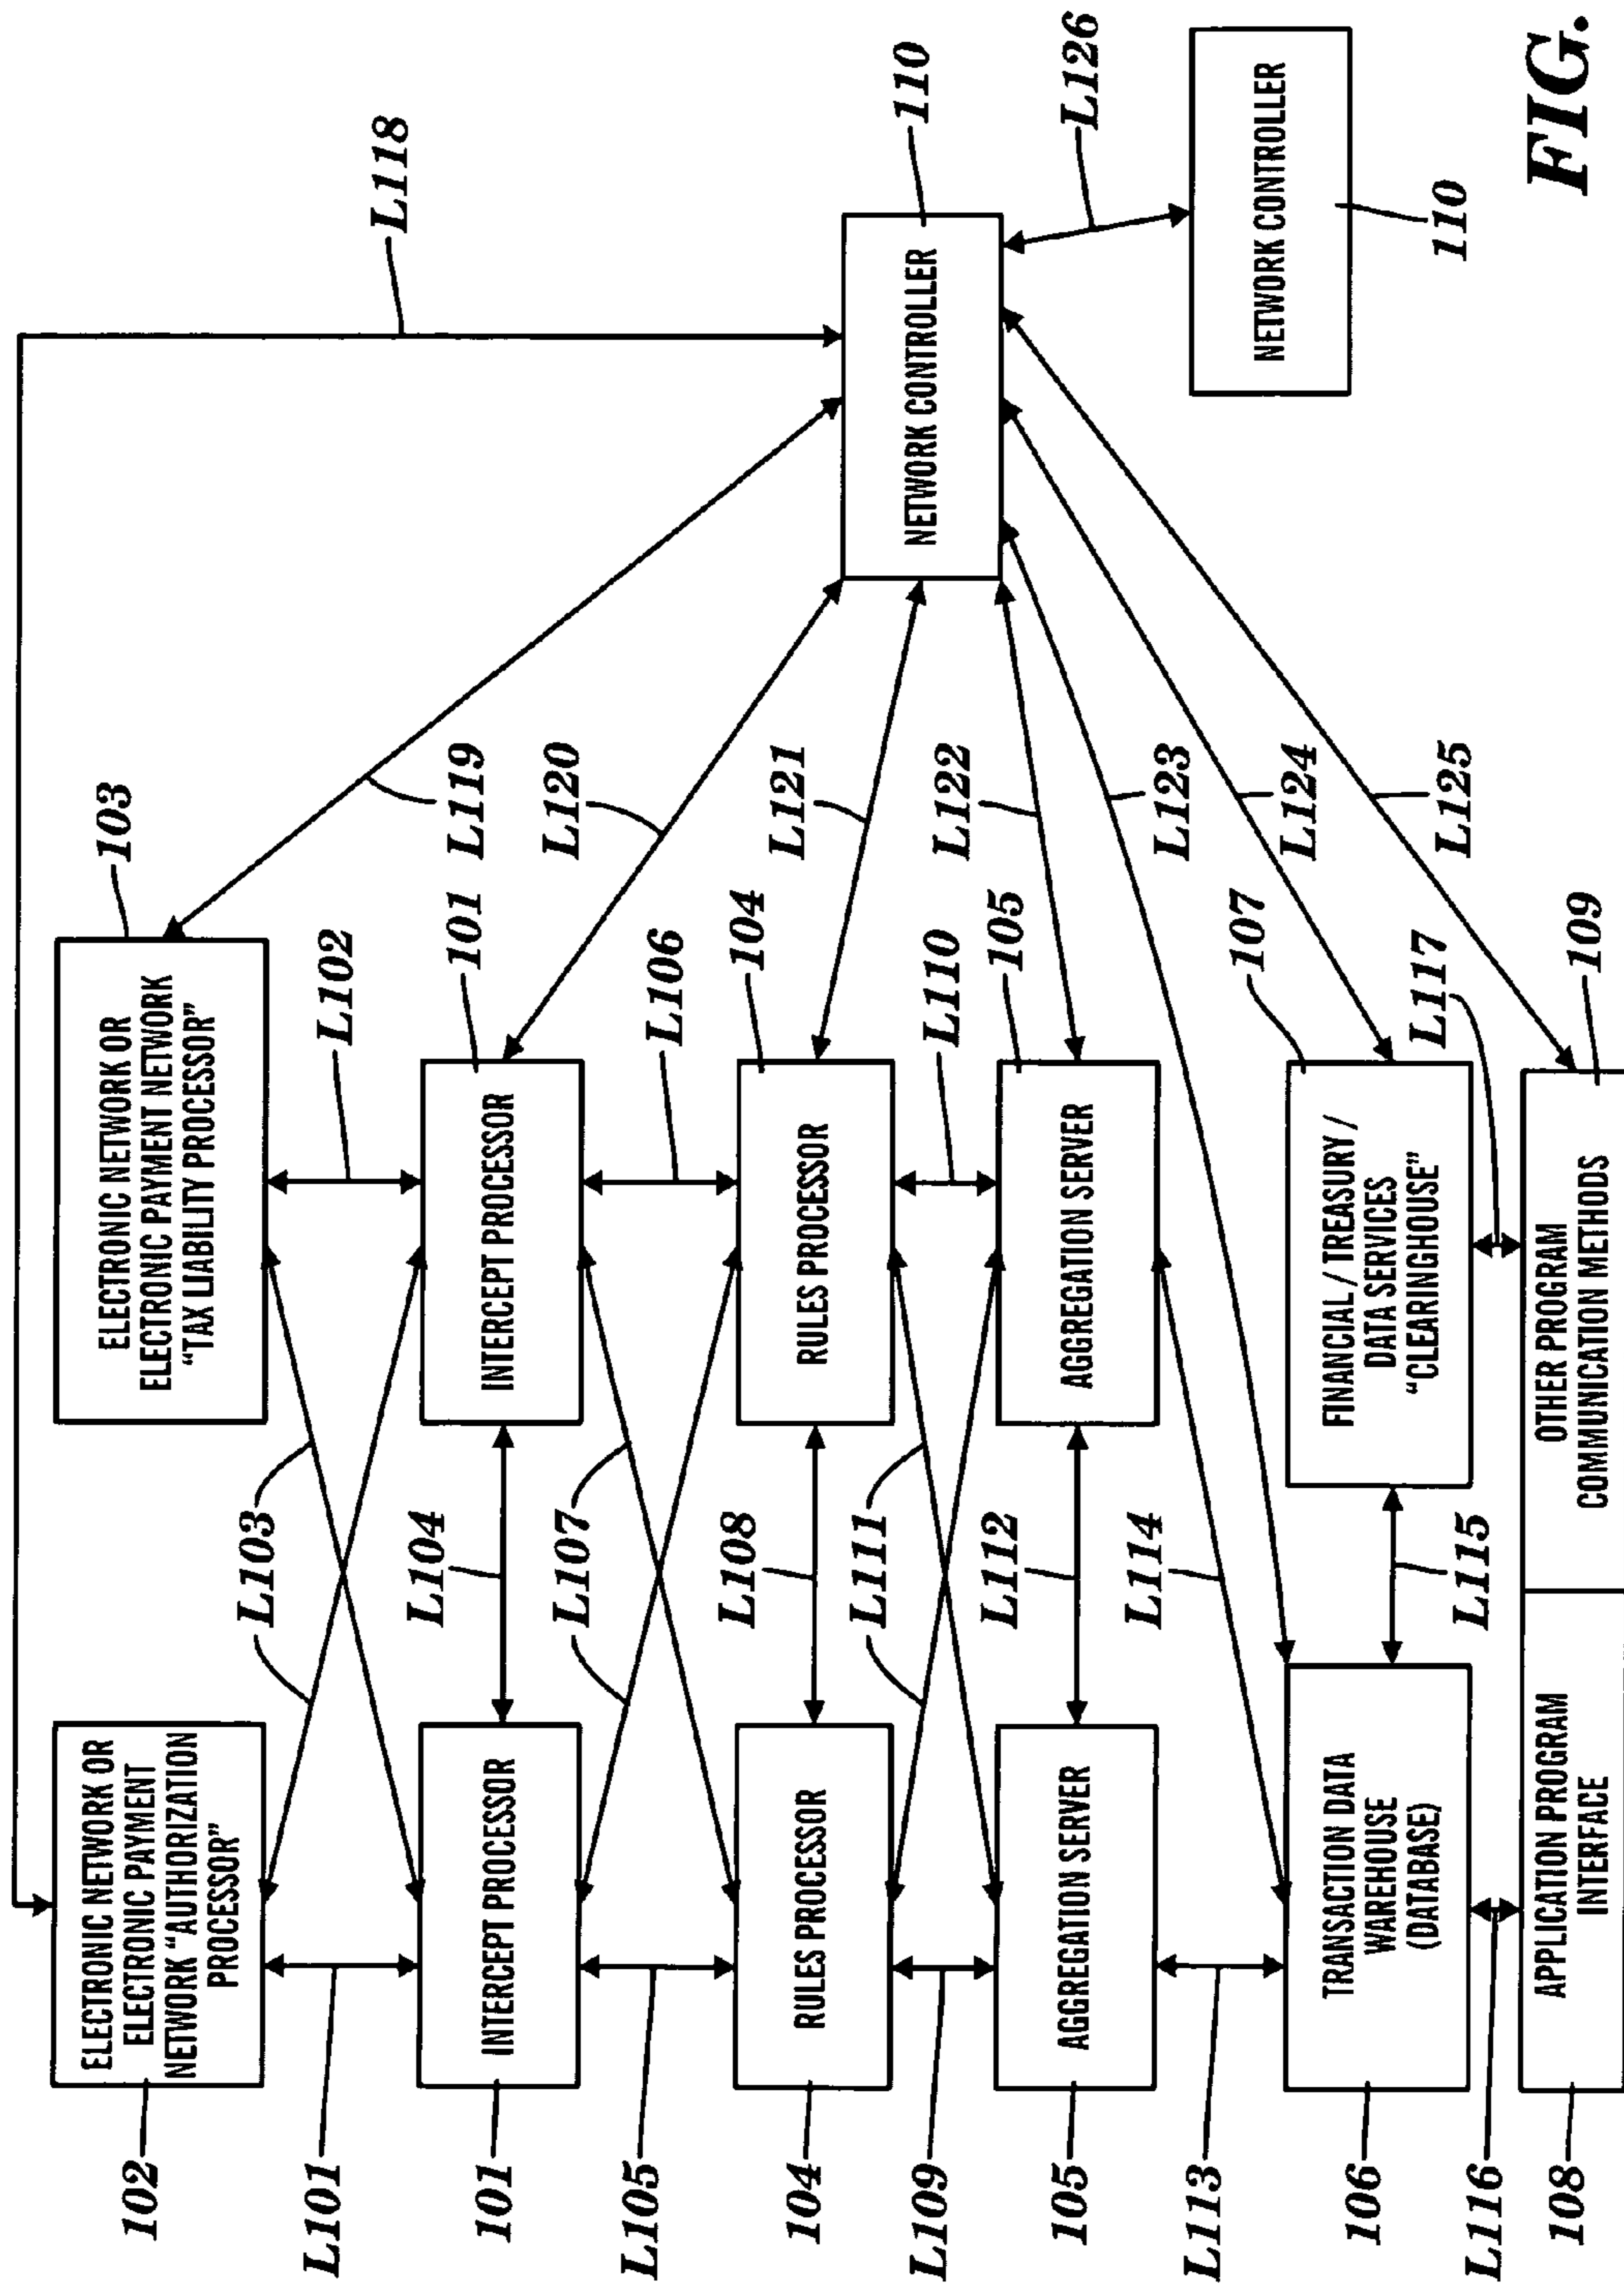 L118
103
ELECTRONIC NETWORK OR
ELECTRONIC PAYMENT
NETWORK "AUTHORIZATION
PROCESSOR"
102
ELECTRONIC NETWORK OR
ELECTRONIC PAYMENT NETWORK
"TAX LIABILITY PROCESSOR"
L101
L103
L102
L119
101
INTERCEPT PROCESSOR
L104
INTERCEPT PROCESSOR
101
L120
L105
L107
L106
104
RULES PROCESSOR
L108
RULES PROCESSOR
104
L121
L109
L111
L110
105
AGGREGATION SERVER
L112
AGGREGATION SERVER
105
L122
NETWORK CONTROLLER
110
L113
L114
L123
106
TRANSACTION DATA
WAREHOUSE
(DATABASE)
L115
FINANCIAL / TREASURY /
DATA SERVICES
"CLEARINGHOUSE"
107
L124
L126
NETWORK CONTROLLER
110
L116
L117
L125
108
APPLICATION PROGRAM
INTERFACE
OTHER PROGRAM
COMMUNICATION METHODS
109
FIG.